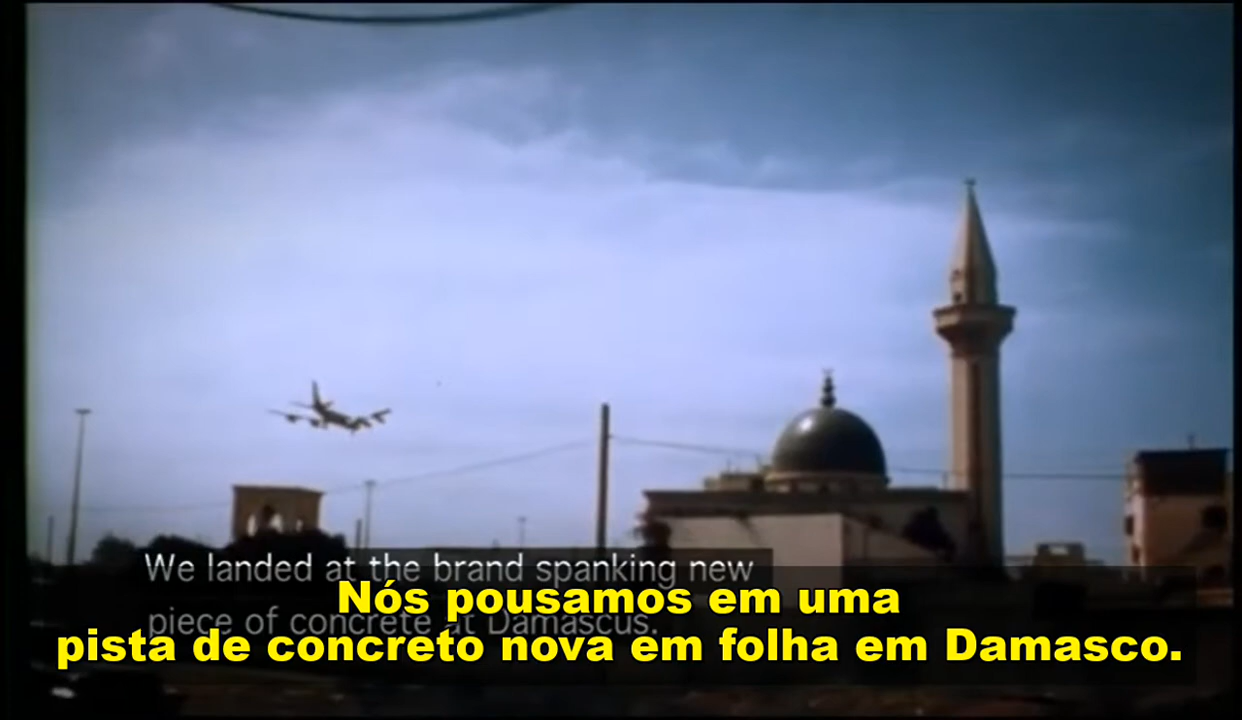 We landed at the brand spanking new
piece of concrete at Damascus.
Nós pousamos em uma
pista de concreto nova em folha em Damasco.